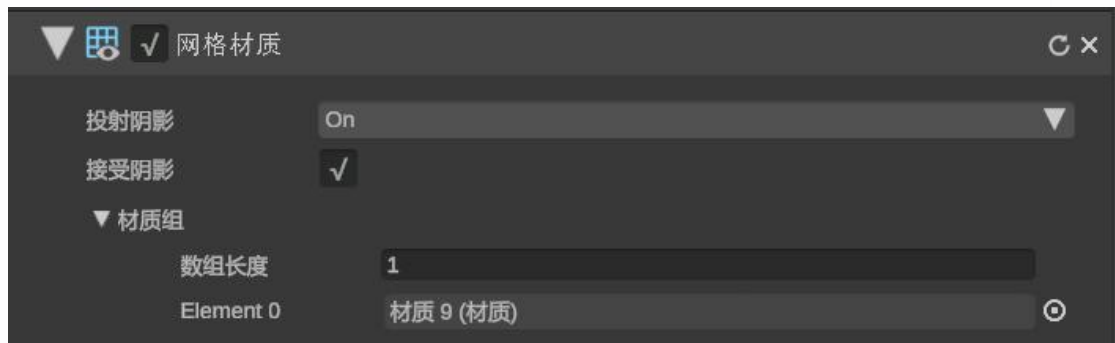 网格材质
投射阴影 On
接受阴影
材质组
数组长度 1
Element 0 材质 9 (材质)